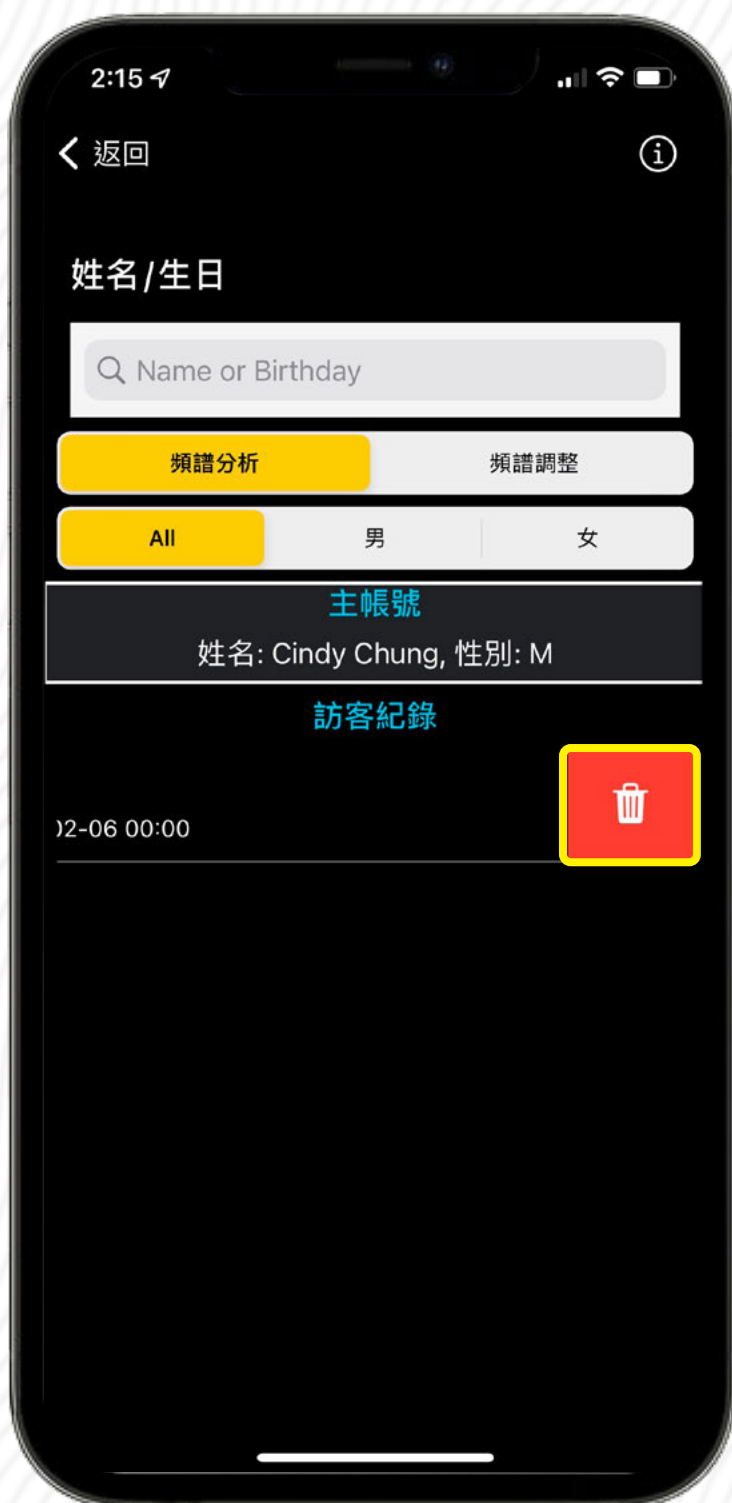 2:15
返回
姓名/生日
Name or Birthday
頻譜分析 頻譜調整
All 男 女
主帳號
姓名: Cindy Chung, 性別: M
訪客紀錄
2-06 00:00